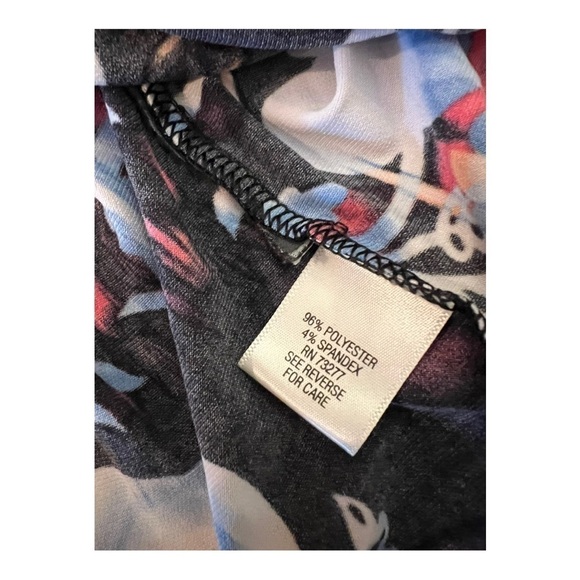 96% POLYESTER
4% SPANDEX
RN 73277
SEE REVERSE
FOR CARE